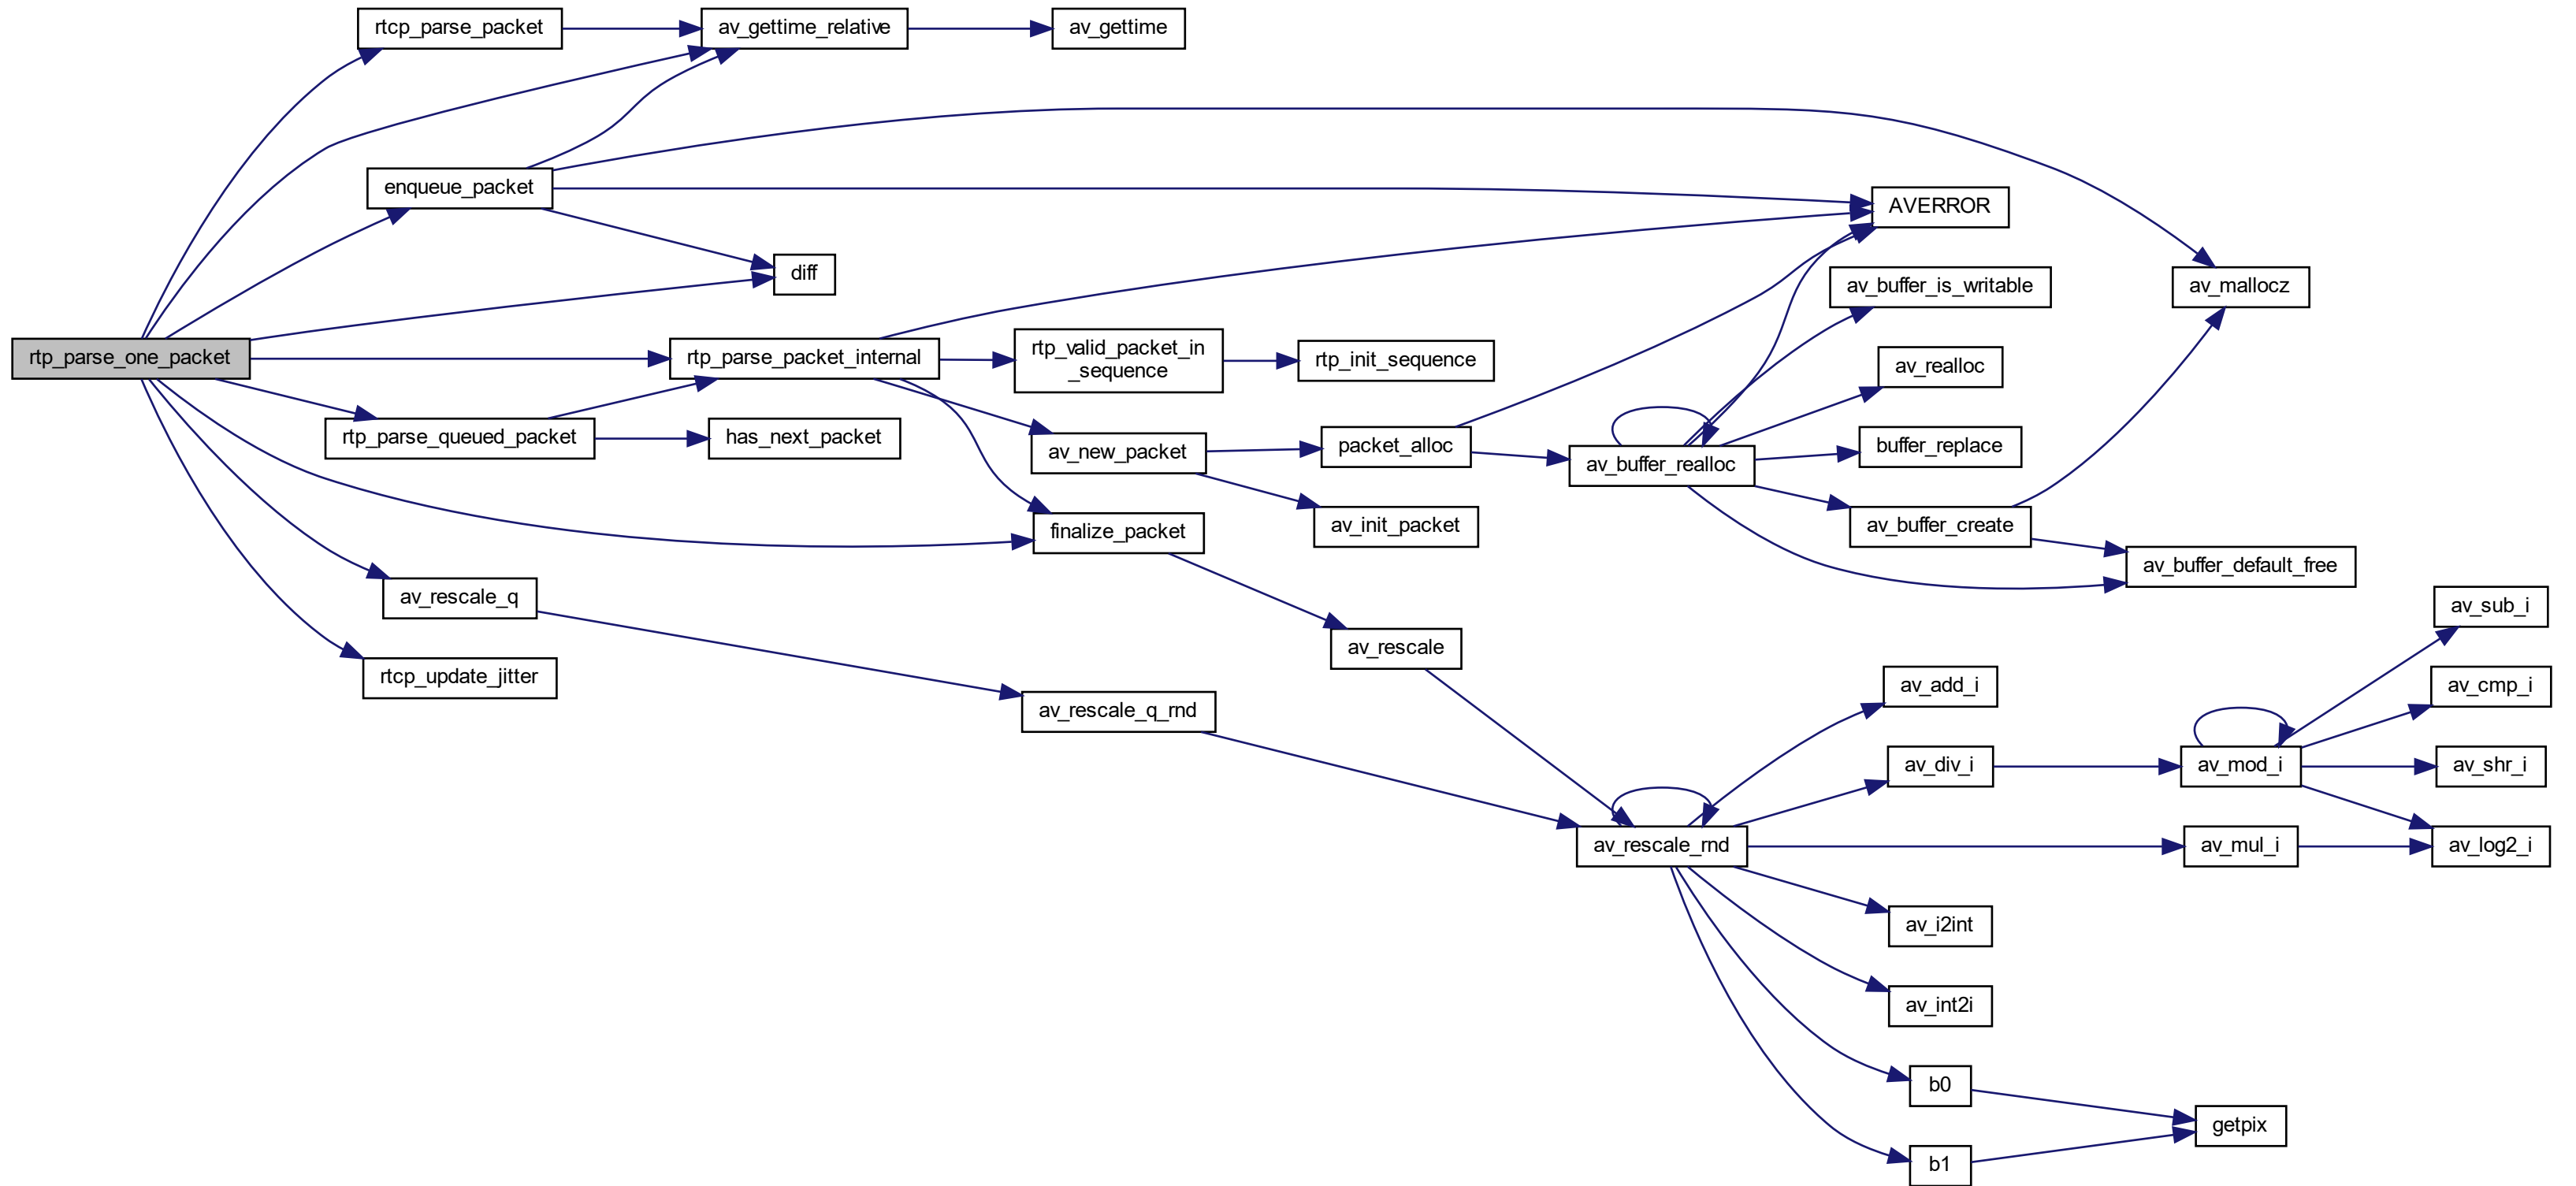 rtcp_parse_packet
av_gettime_relative
av_gettime
enqueue_packet
AVERROR
diff
av_buffer_is_writable
av_mallocz
rtp_parse_one_packet
rtp_parse_packet_internal
rtp_valid_packet_in
_sequence
rtp_init_sequence
av_realloc
rtp_parse_queued_packet
has_next_packet
av_new_packet
packet_alloc
av_buffer_realloc
buffer_replace
finalize_packet
av_init_packet
av_buffer_create
av_buffer_default_free
av_rescale_q
av_rescale
av_sub_i
rtcp_update_jitter
av_rescale_q_rnd
av_add_i
av_cmp_i
av_div_i
av_mod_i
av_shr_i
av_rescale_rnd
av_mul_i
av_log2_i
av_i2int
av_int2i
b0
getpix
b1